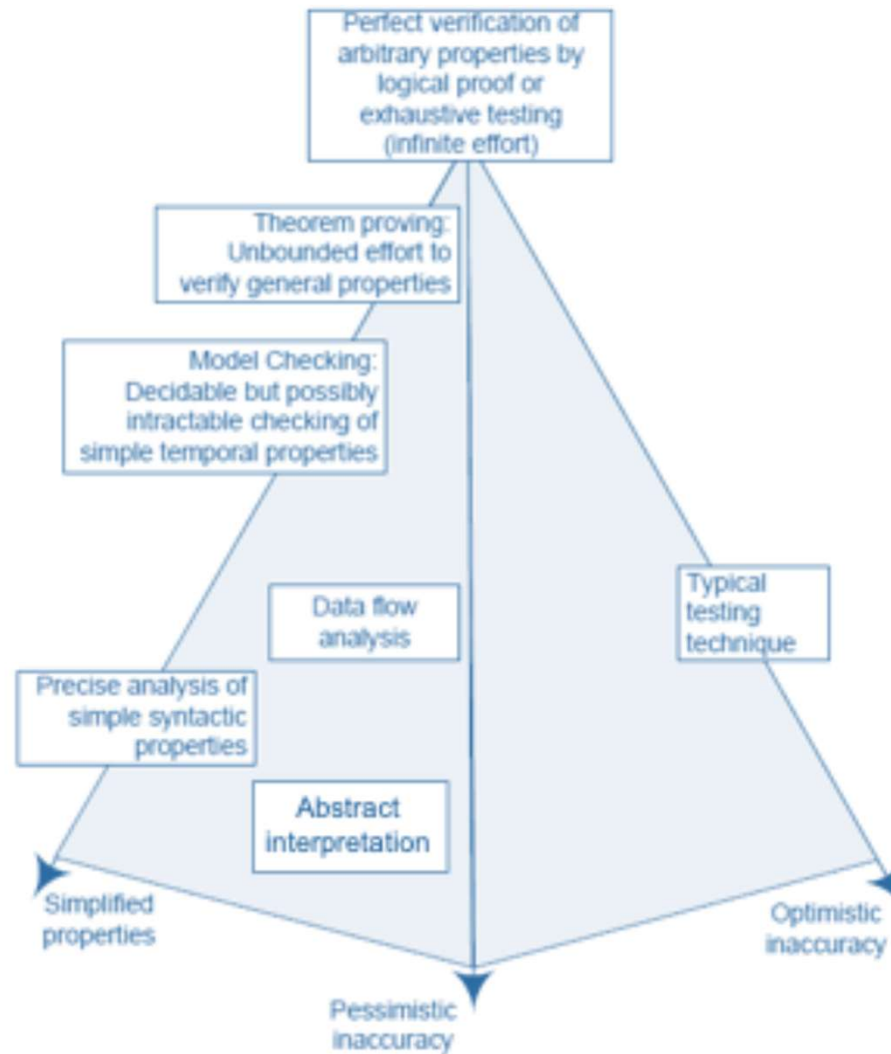 Perfect verification of
arbitrary properties by
logical proof or
exhaustive testing
(infinite effort)
Theorem proving:
Unbounded effort to
verify general properties
Model Checking:
Decidable but possibly
intractable checking of
simple temporal properties
Data flow
analysis
Typical
testing
technique
Precise analysis of
simple syntactic
properties
Abstract
interpretation
Simplified
properties
Optimistic
inaccuracy
Pessimistic
inaccuracy